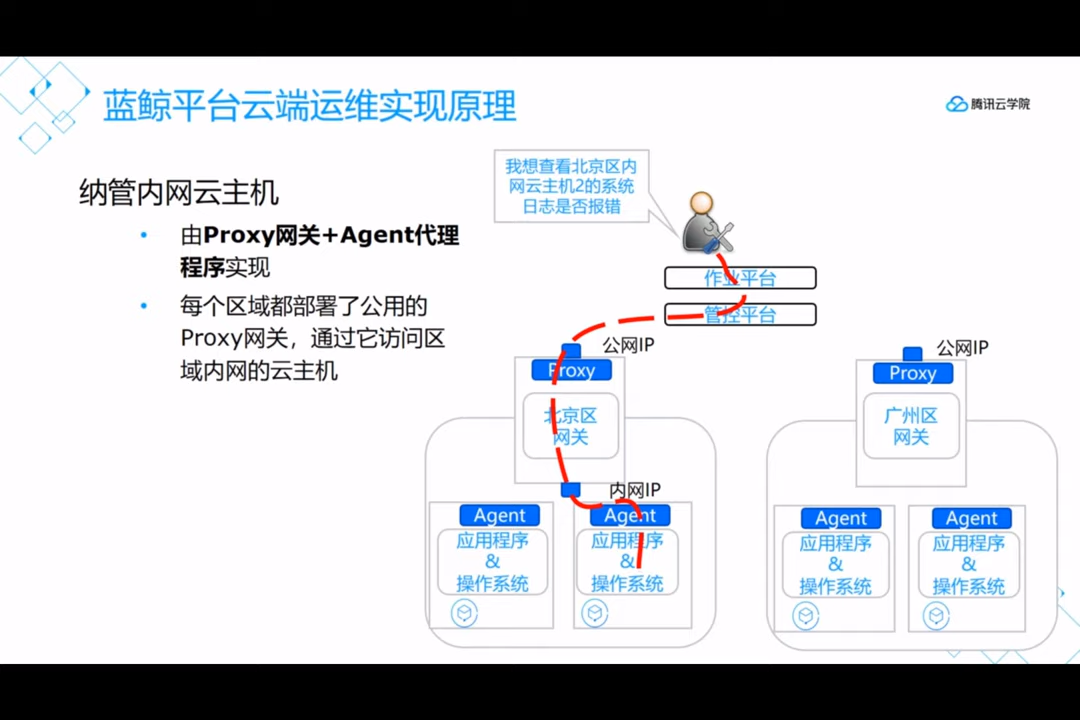 蓝鲸平台云端运维实现原理
腾讯云学院
纳管内网云主机
• 由Proxy网关+Agent代理
程序实现
• 每个区域都部署了公用的
Proxy网关，通过它访问区
域内网的云主机
我想查看北京区内
网云主机2的系统
日志是否报错
作业平台
管控平台
公网IP
Proxy
北京区
网关
内网IP
Agent
应用程序
&
操作系统
Agent
应用程序
&
操作系统
公网IP
Proxy
广州区
网关
Agent
应用程序
&
操作系统
Agent
应用程序
&
操作系统